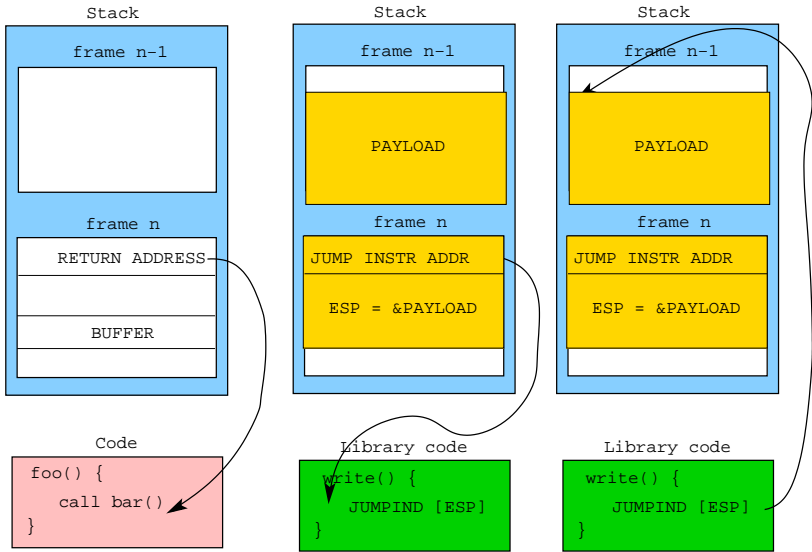 Stack
frame n-1
frame n
RETURN ADDRESS
BUFFER
Code
foo() {
call bar()
}
Stack
frame n-1
PAYLOAD
frame n
JUMP INSTR ADDR
ESP = &PAYLOAD
Library code
write() {
JUMPIND [ESP]
}
Stack
frame n-1
PAYLOAD
frame n
JUMP INSTR ADDR
ESP = &PAYLOAD
Library code
write() {
JUMPIND [ESP]
}